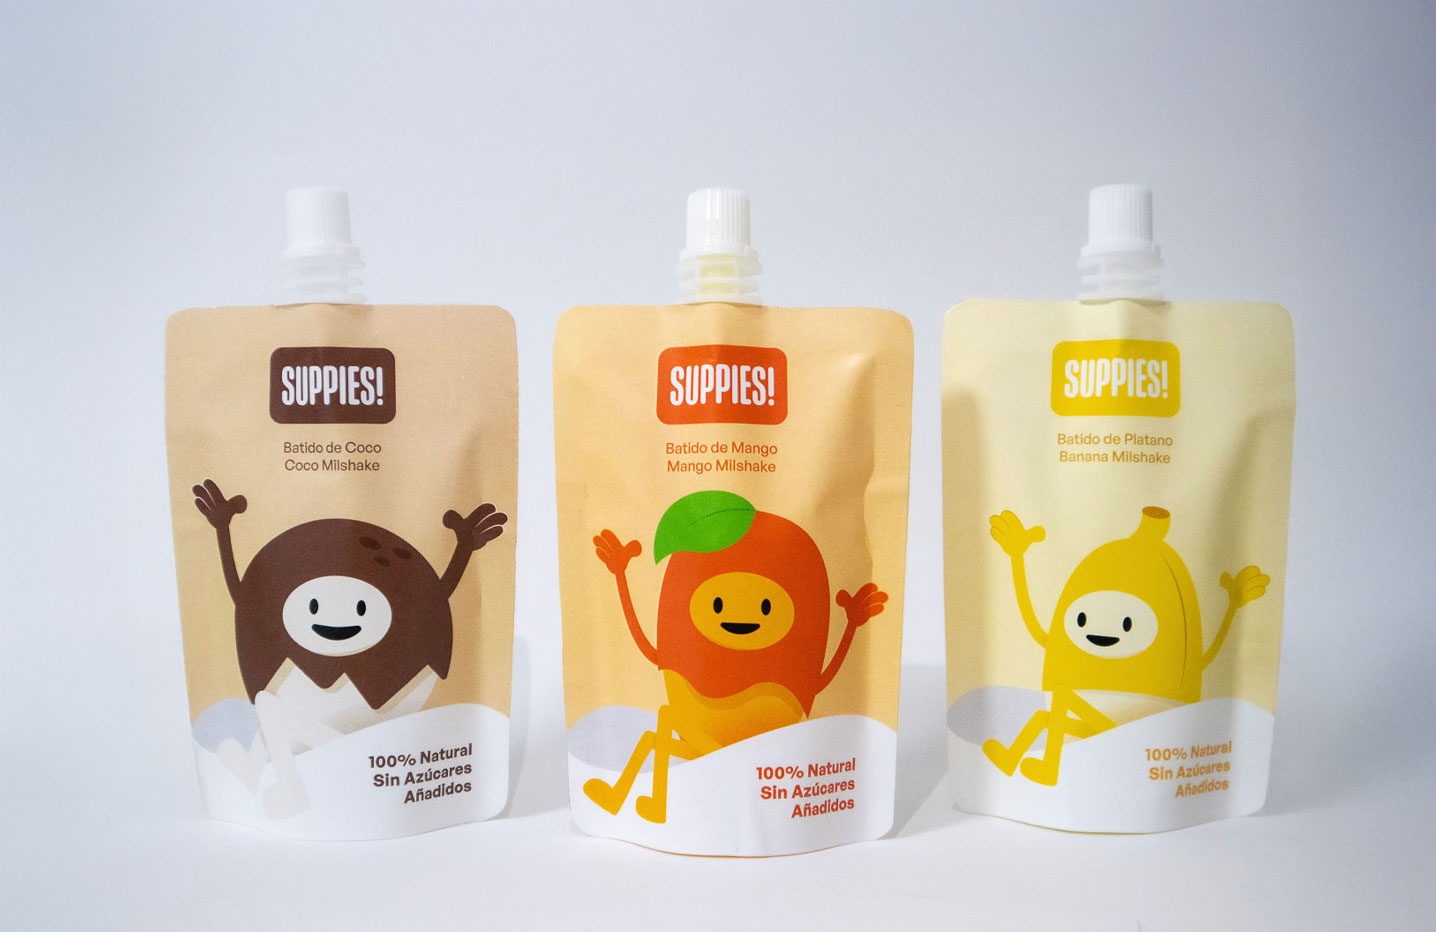 SUPPIES!
Batido de Coco
Coco Milshake
100% Natural
Sin Azúcares
Añadidos
SUPPIES!
Batido de Mango
Mango Milshake
100% Natural
Sin Azúcares
Añadidos
SUPPIES!
Batido de Platano
Banana Milshake
100% Natural
Sin Azúcares
Añadidos